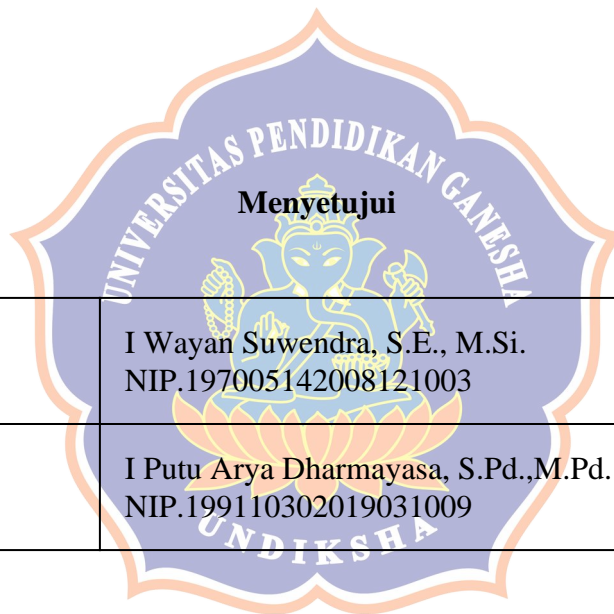 UNIVERSITAS PENDIDIKAN GANESHA
Menyetujui
I Wayan Suwendra, S.E., M.Si.
NIP.197005142008121003
I Putu Arya Dharmayasa, S.Pd.,M.Pd.
NIP.199110302019031009
UNDIKSHA